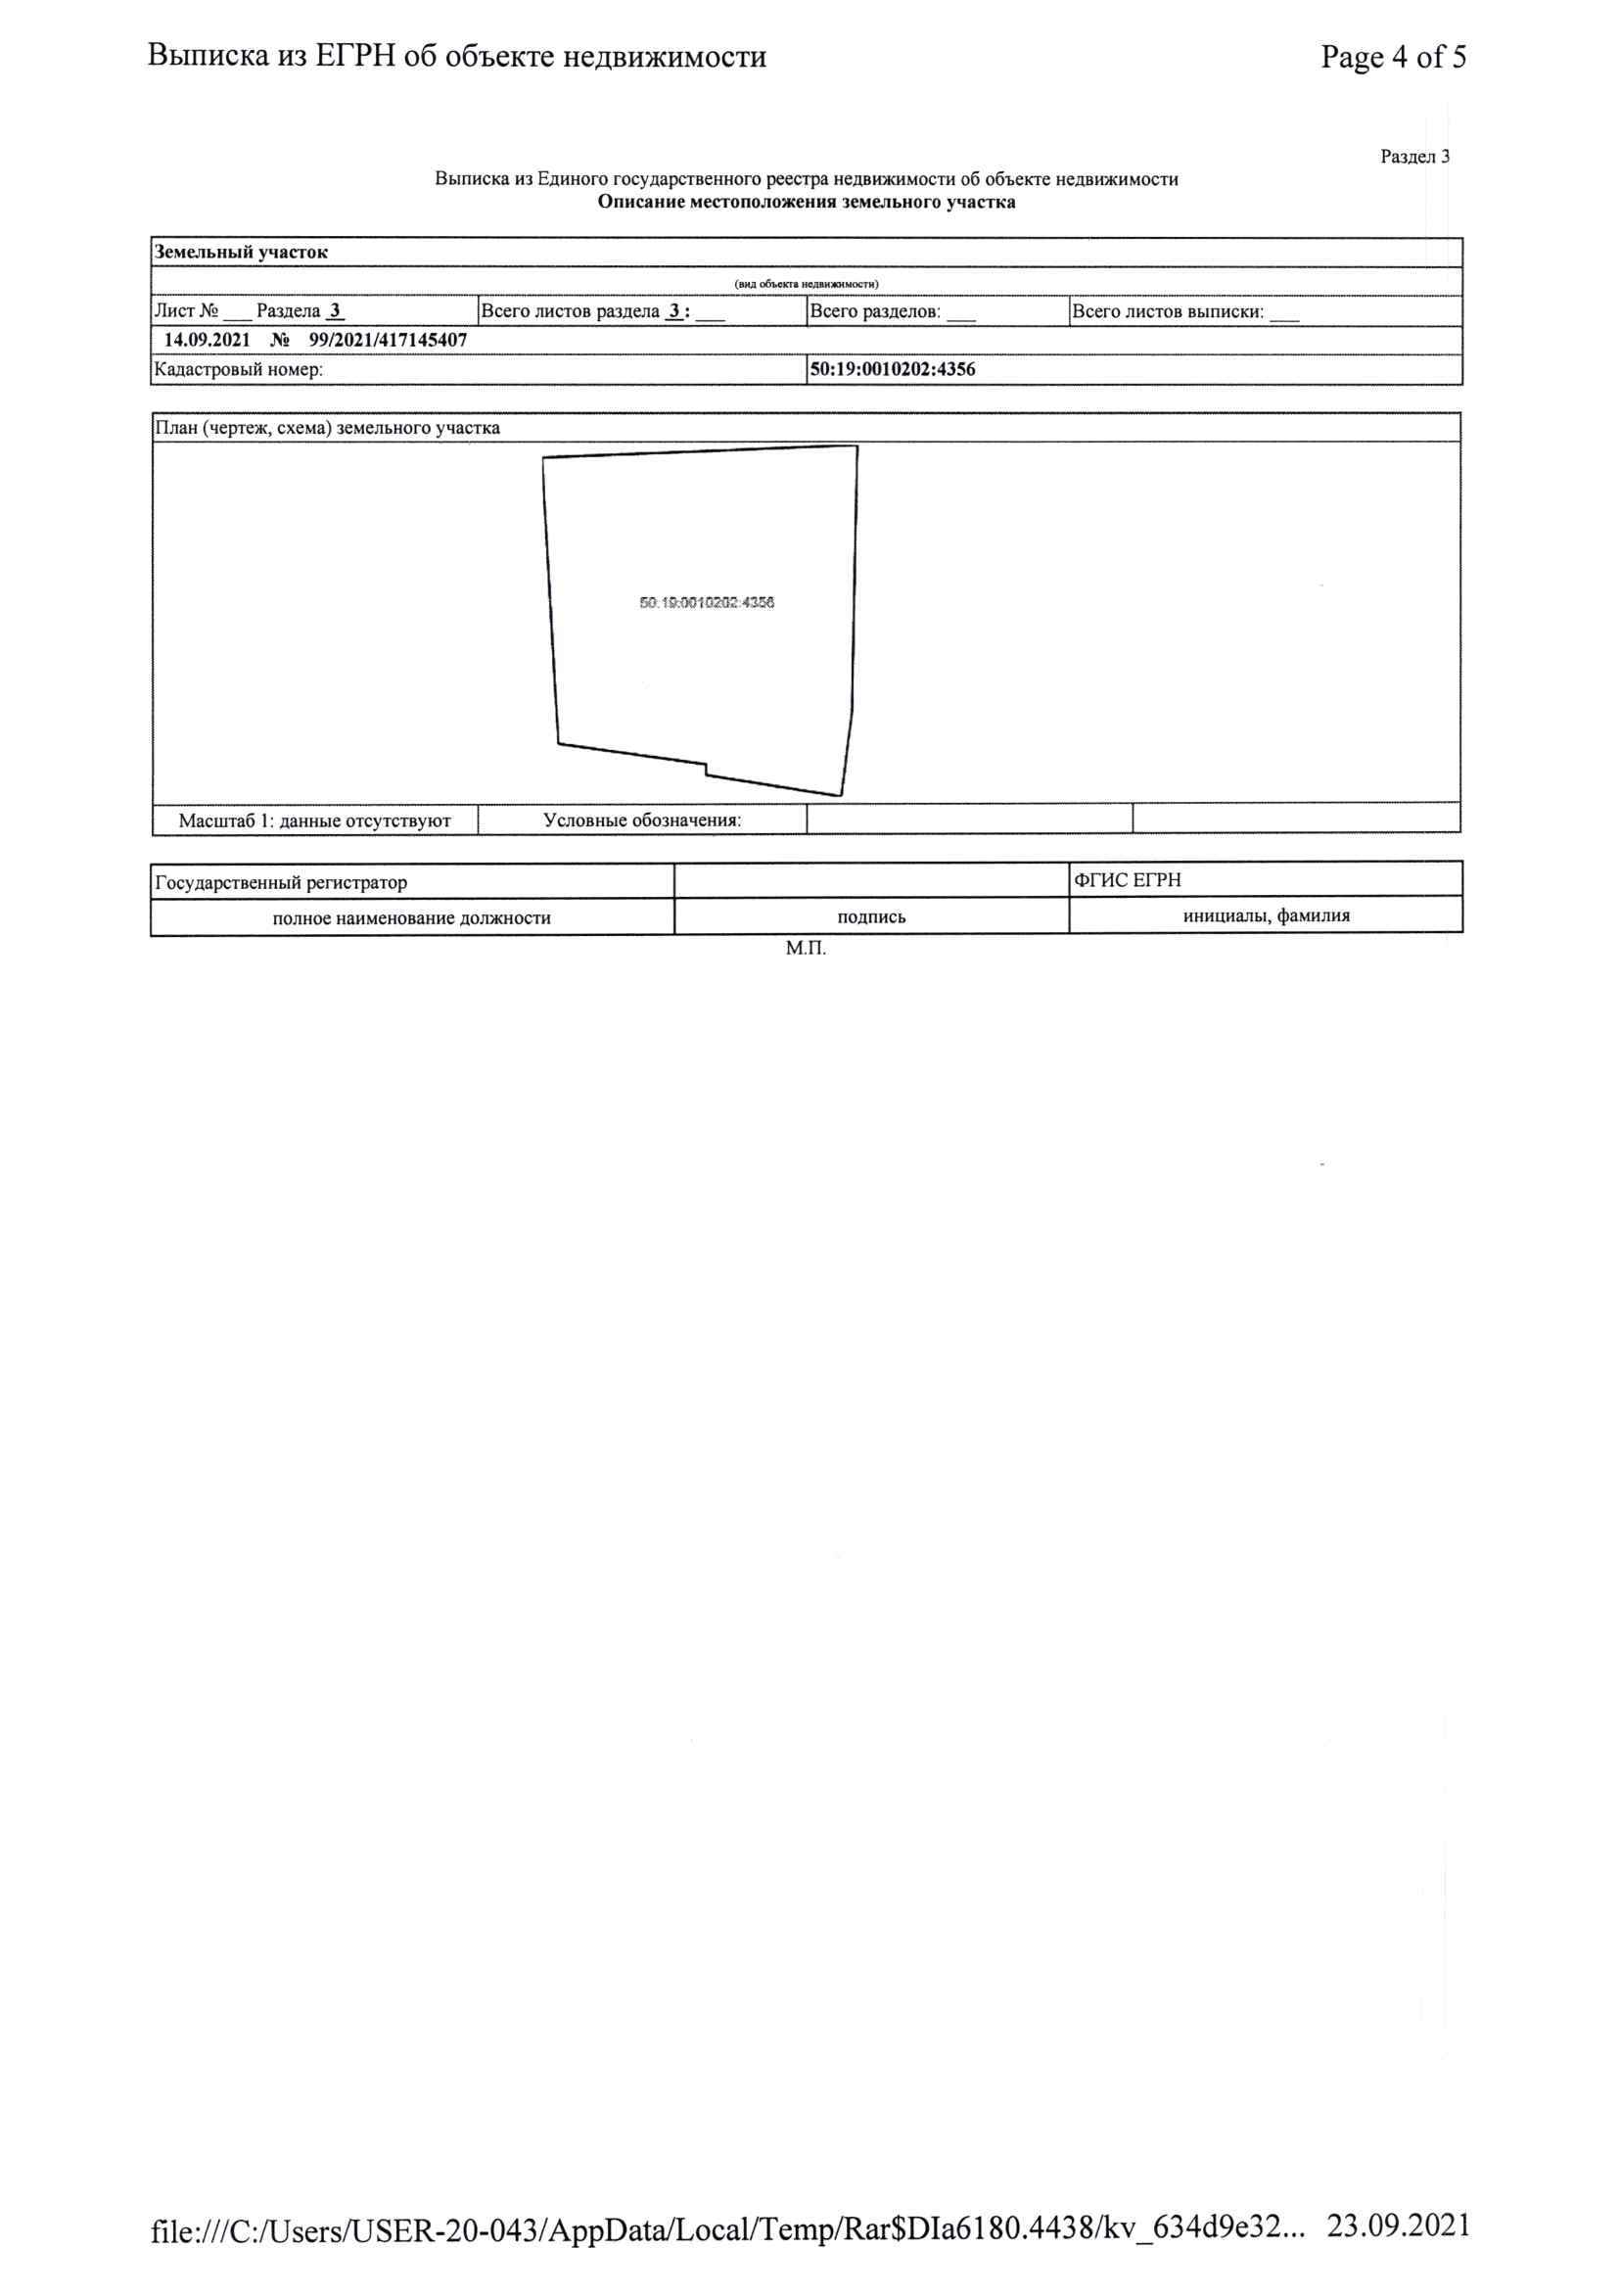 Выписка из ЕГРН об объекте недвижимости Page 4 of 5
Раздел 3
Выписка из Единого государственного реестра недвижимости об объекте недвижимости
Описание местоположения земельного участка
Земельный участок
(вид объекта недвижимости)
Лист № ___ Раздела 3 Всего листов раздела 3 : ___ Всего разделов: ___ Всего листов выписки: ___
14.09.2021 № 99/2021/417145407
Кадастровый номер: 50:19:0010202:4356
План (чертеж, схема) земельного участка
50:19:0010202:4356
Масштаб 1: данные отсутствуют Условные обозначения:
Государственный регистратор ФГИС ЕГРН
полное наименование должности подпись инициалы, фамилия
М.П.
file:///C:/Users/USER-20-043/AppData/Local/Temp/Rar$DIa6180.4438/kv_634d9e32... 23.09.2021